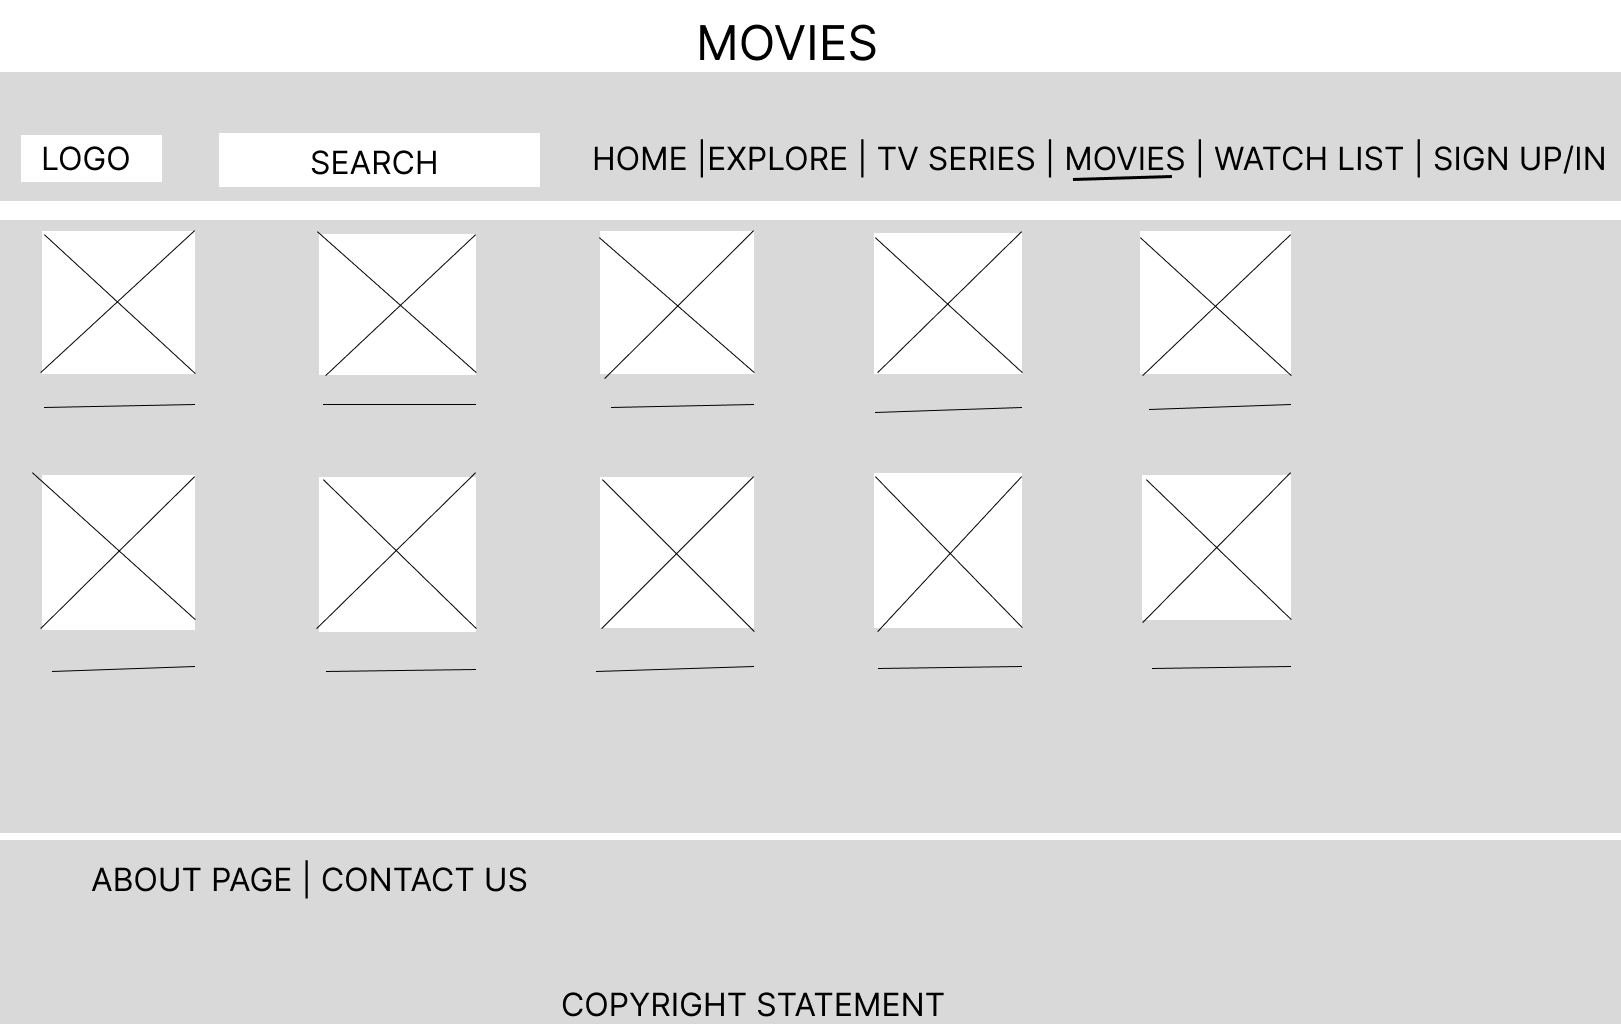 MOVIES
LOGO
SEARCH
HOME |EXPLORE | TV SERIES | MOVIES | WATCH LIST | SIGN UP/IN
ABOUT PAGE | CONTACT US
COPYRIGHT STATEMENT